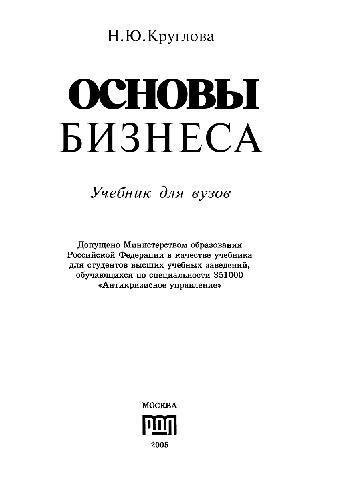 Н.Ю.Круглова
ОСНОВЫ
БИЗНЕСА
Учебник для вузов
Допущено Министерством образования
Российской Федерации в качестве учебника
для студентов высших учебных заведений,
обучающихся по специальности 351000
«Антикризисное управление»
МОСКВА
РДЛ
2005